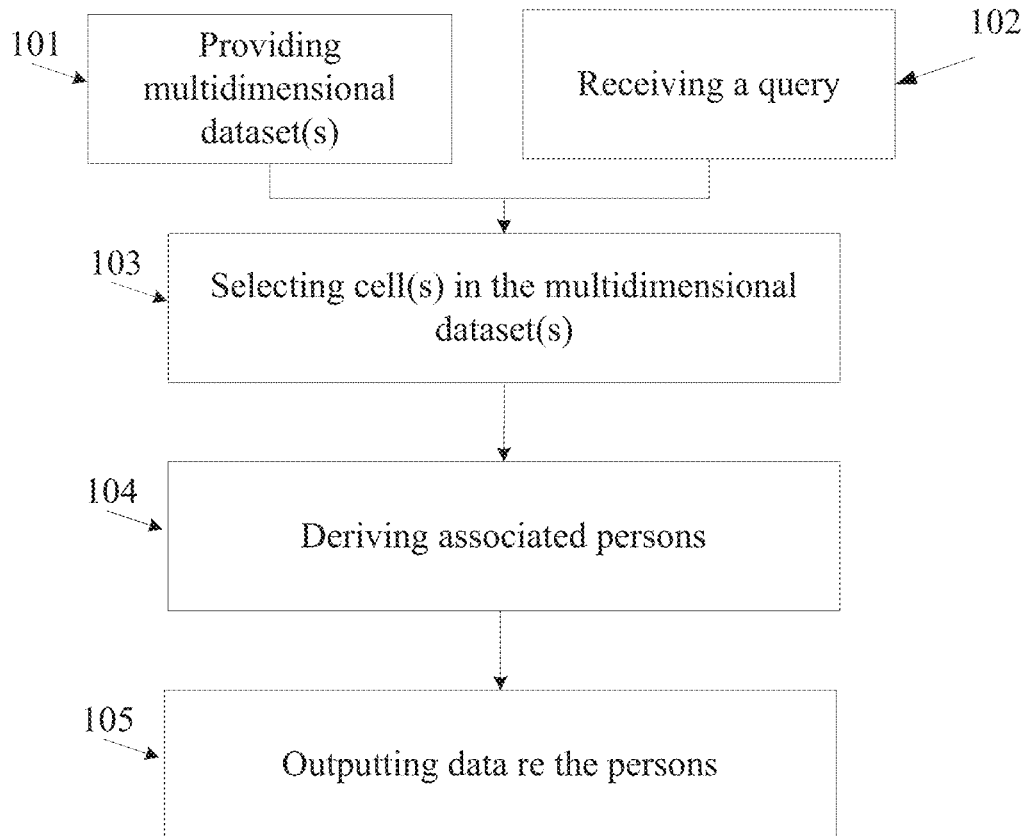 101
Providing
multidimensional
dataset(s)
102
Receiving a query
103
Selecting cell(s) in the multidimensional
dataset(s)
104
Deriving associated persons
105
Outputting data re the persons